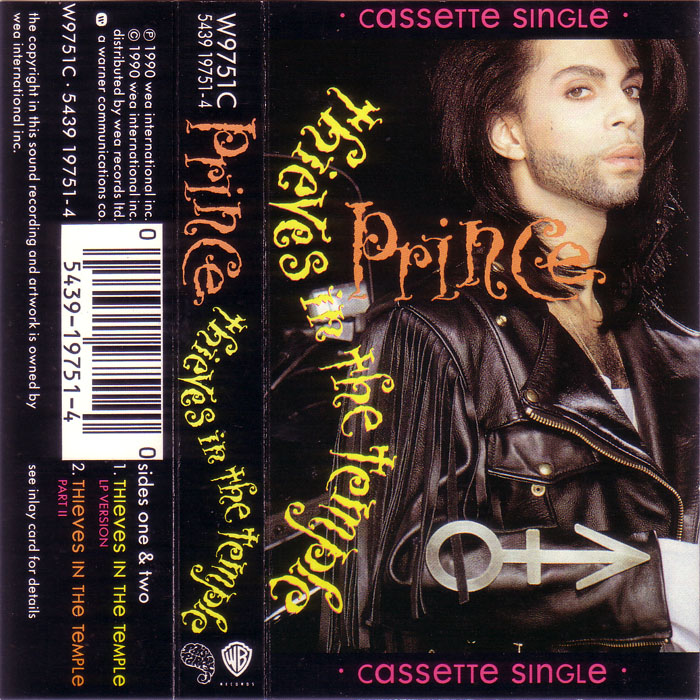 · cassette single ·
Prince
thieves in the temple
· cassette single ·
W9751C
5439 19751-4
Prince
thieves in the temple
WB
RECORDS
℗ 1990 wea international inc.
© 1990 wea international inc.
distributed by wea records ltd.
a warner communications co.
W9751C · 5439 19751-4
the copyright in this sound recording and artwork is owned by
wea international inc.
0
5439-19751-4
0
sides one & two
1. THIEVES IN THE TEMPLE
LP VERSION
2. THIEVES IN THE TEMPLE
PART II
see inlay card for details